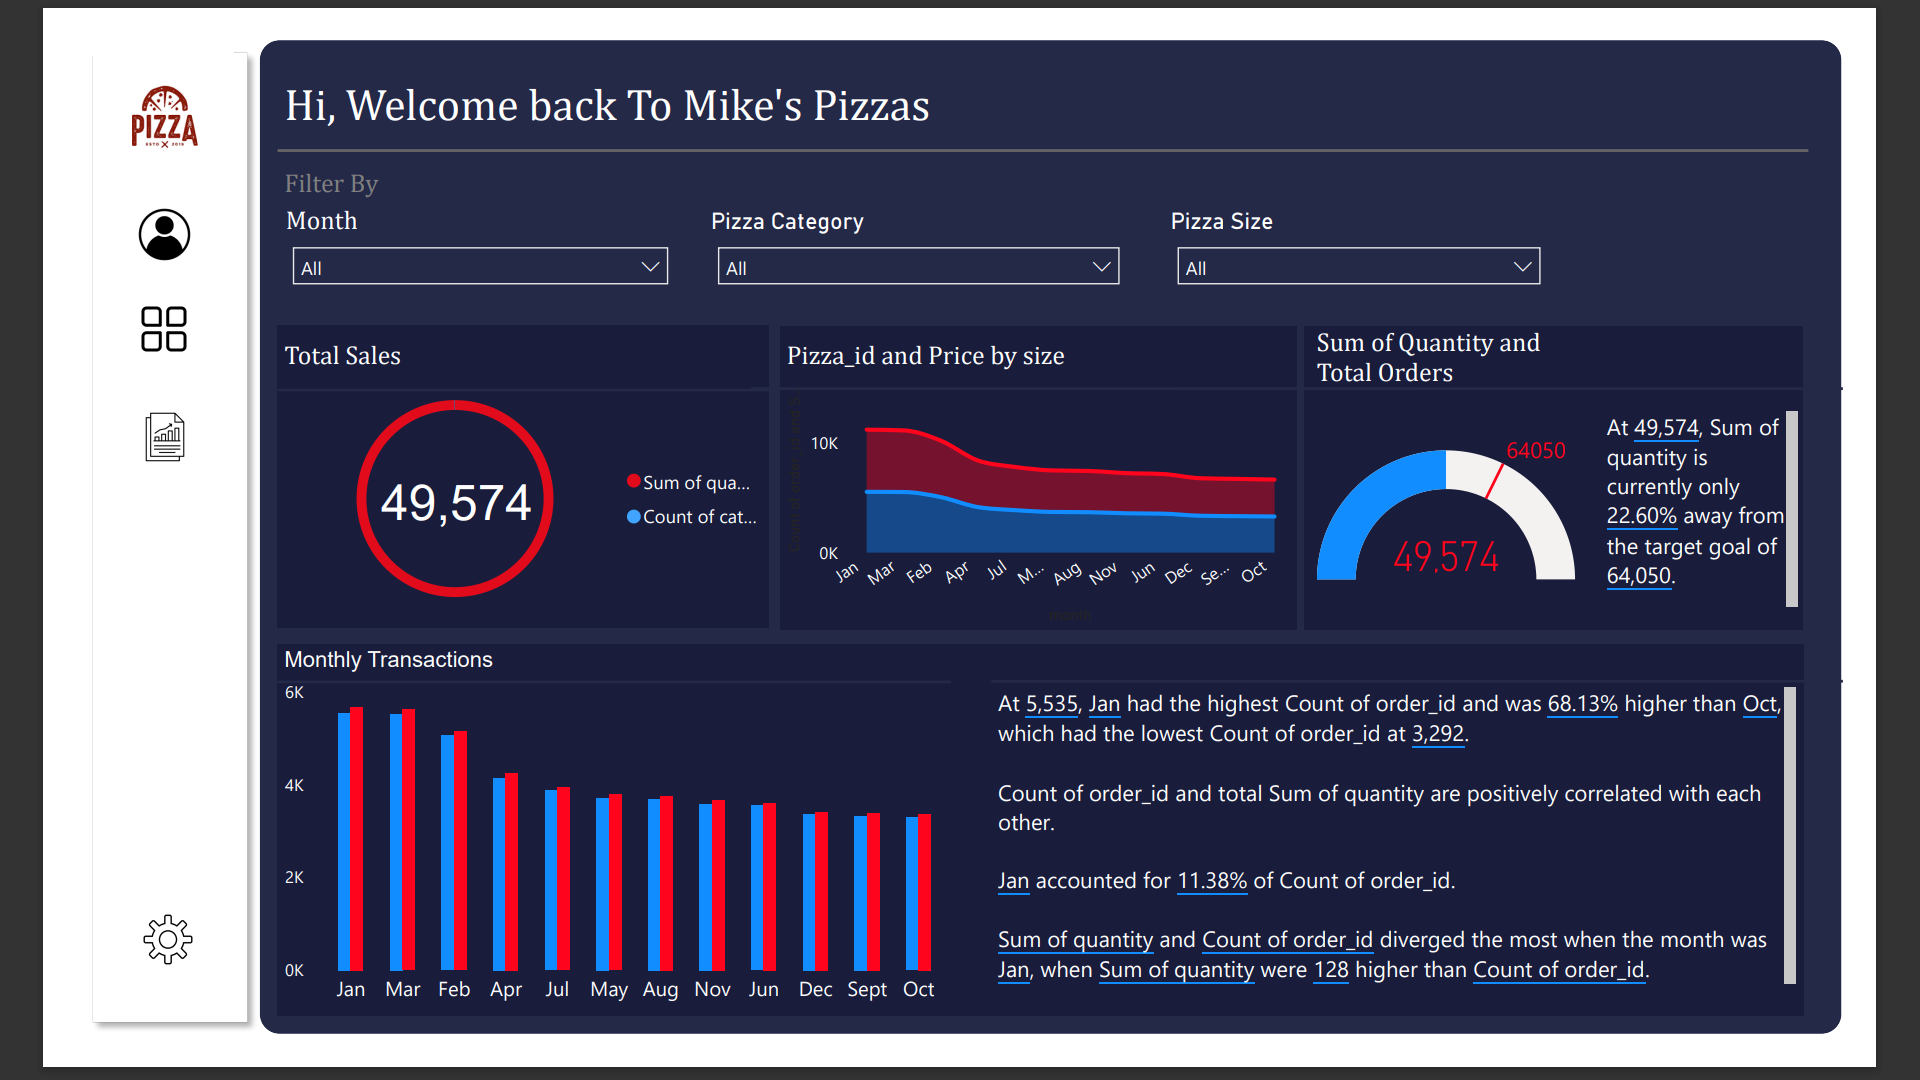 PIZZA
ESTD 2019
Hi, Welcome back To Mike's Pizzas
Filter By
Month
Pizza Category
Pizza Size
All
All
All
Total Sales
49,574
Sum of qua...
Count of cat...
Pizza_id and Price by size
10K
0K
Jan
Mar
Feb
Apr
Jul
M...
Aug
Nov
Jun
Dec
Se...
Oct
month
Sum of Quantity and
Total Orders
64050
49,574
At 49,574, Sum of
quantity is
currently only
22.60% away from
the target goal of
64,050.
Monthly Transactions
6K
4K
2K
0K
Jan Mar Feb Apr Jul May Aug Nov Jun Dec Sept Oct
At 5,535, Jan had the highest Count of order_id and was 68.13% higher than Oct,
which had the lowest Count of order_id at 3,292.
Count of order_id and total Sum of quantity are positively correlated with each
other.
Jan accounted for 11.38% of Count of order_id.
Sum of quantity and Count of order_id diverged the most when the month was
Jan, when Sum of quantity were 128 higher than Count of order_id.